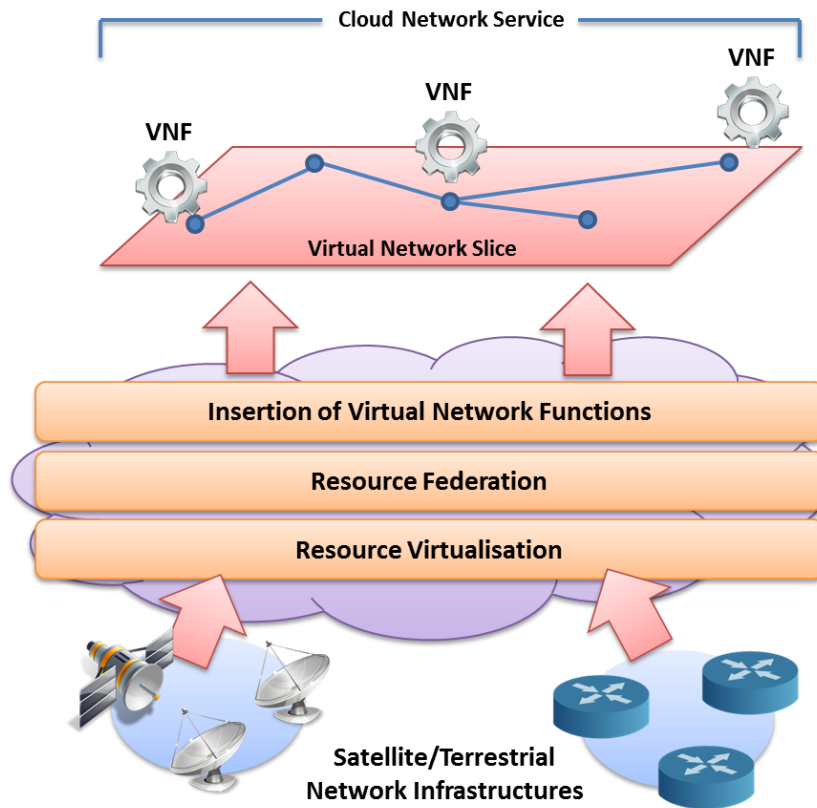 Cloud Network Service
VNF
VNF
VNF
Virtual Network Slice
Insertion of Virtual Network Functions
Resource Federation
Resource Virtualisation
Satellite/Terrestrial
Network Infrastructures